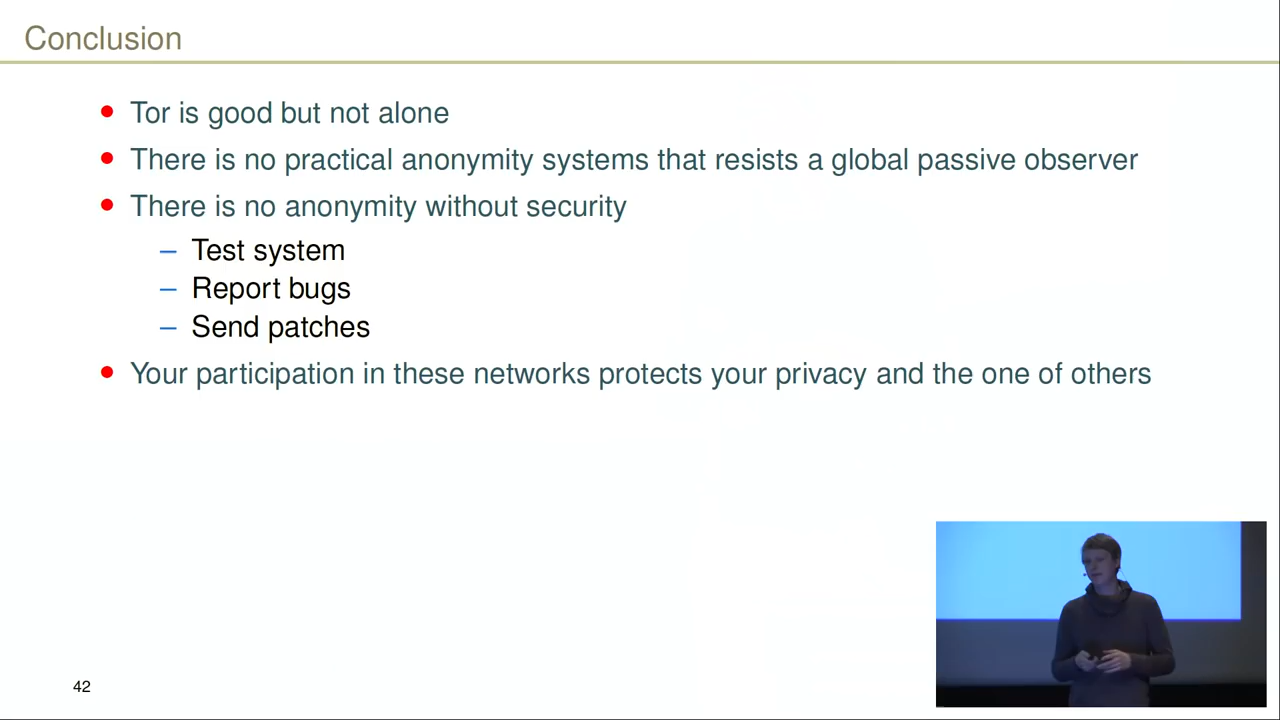 Conclusion
Tor is good but not alone
There is no practical anonymity systems that resists a global passive observer
There is no anonymity without security
– Test system
– Report bugs
– Send patches
Your participation in these networks protects your privacy and the one of others
42